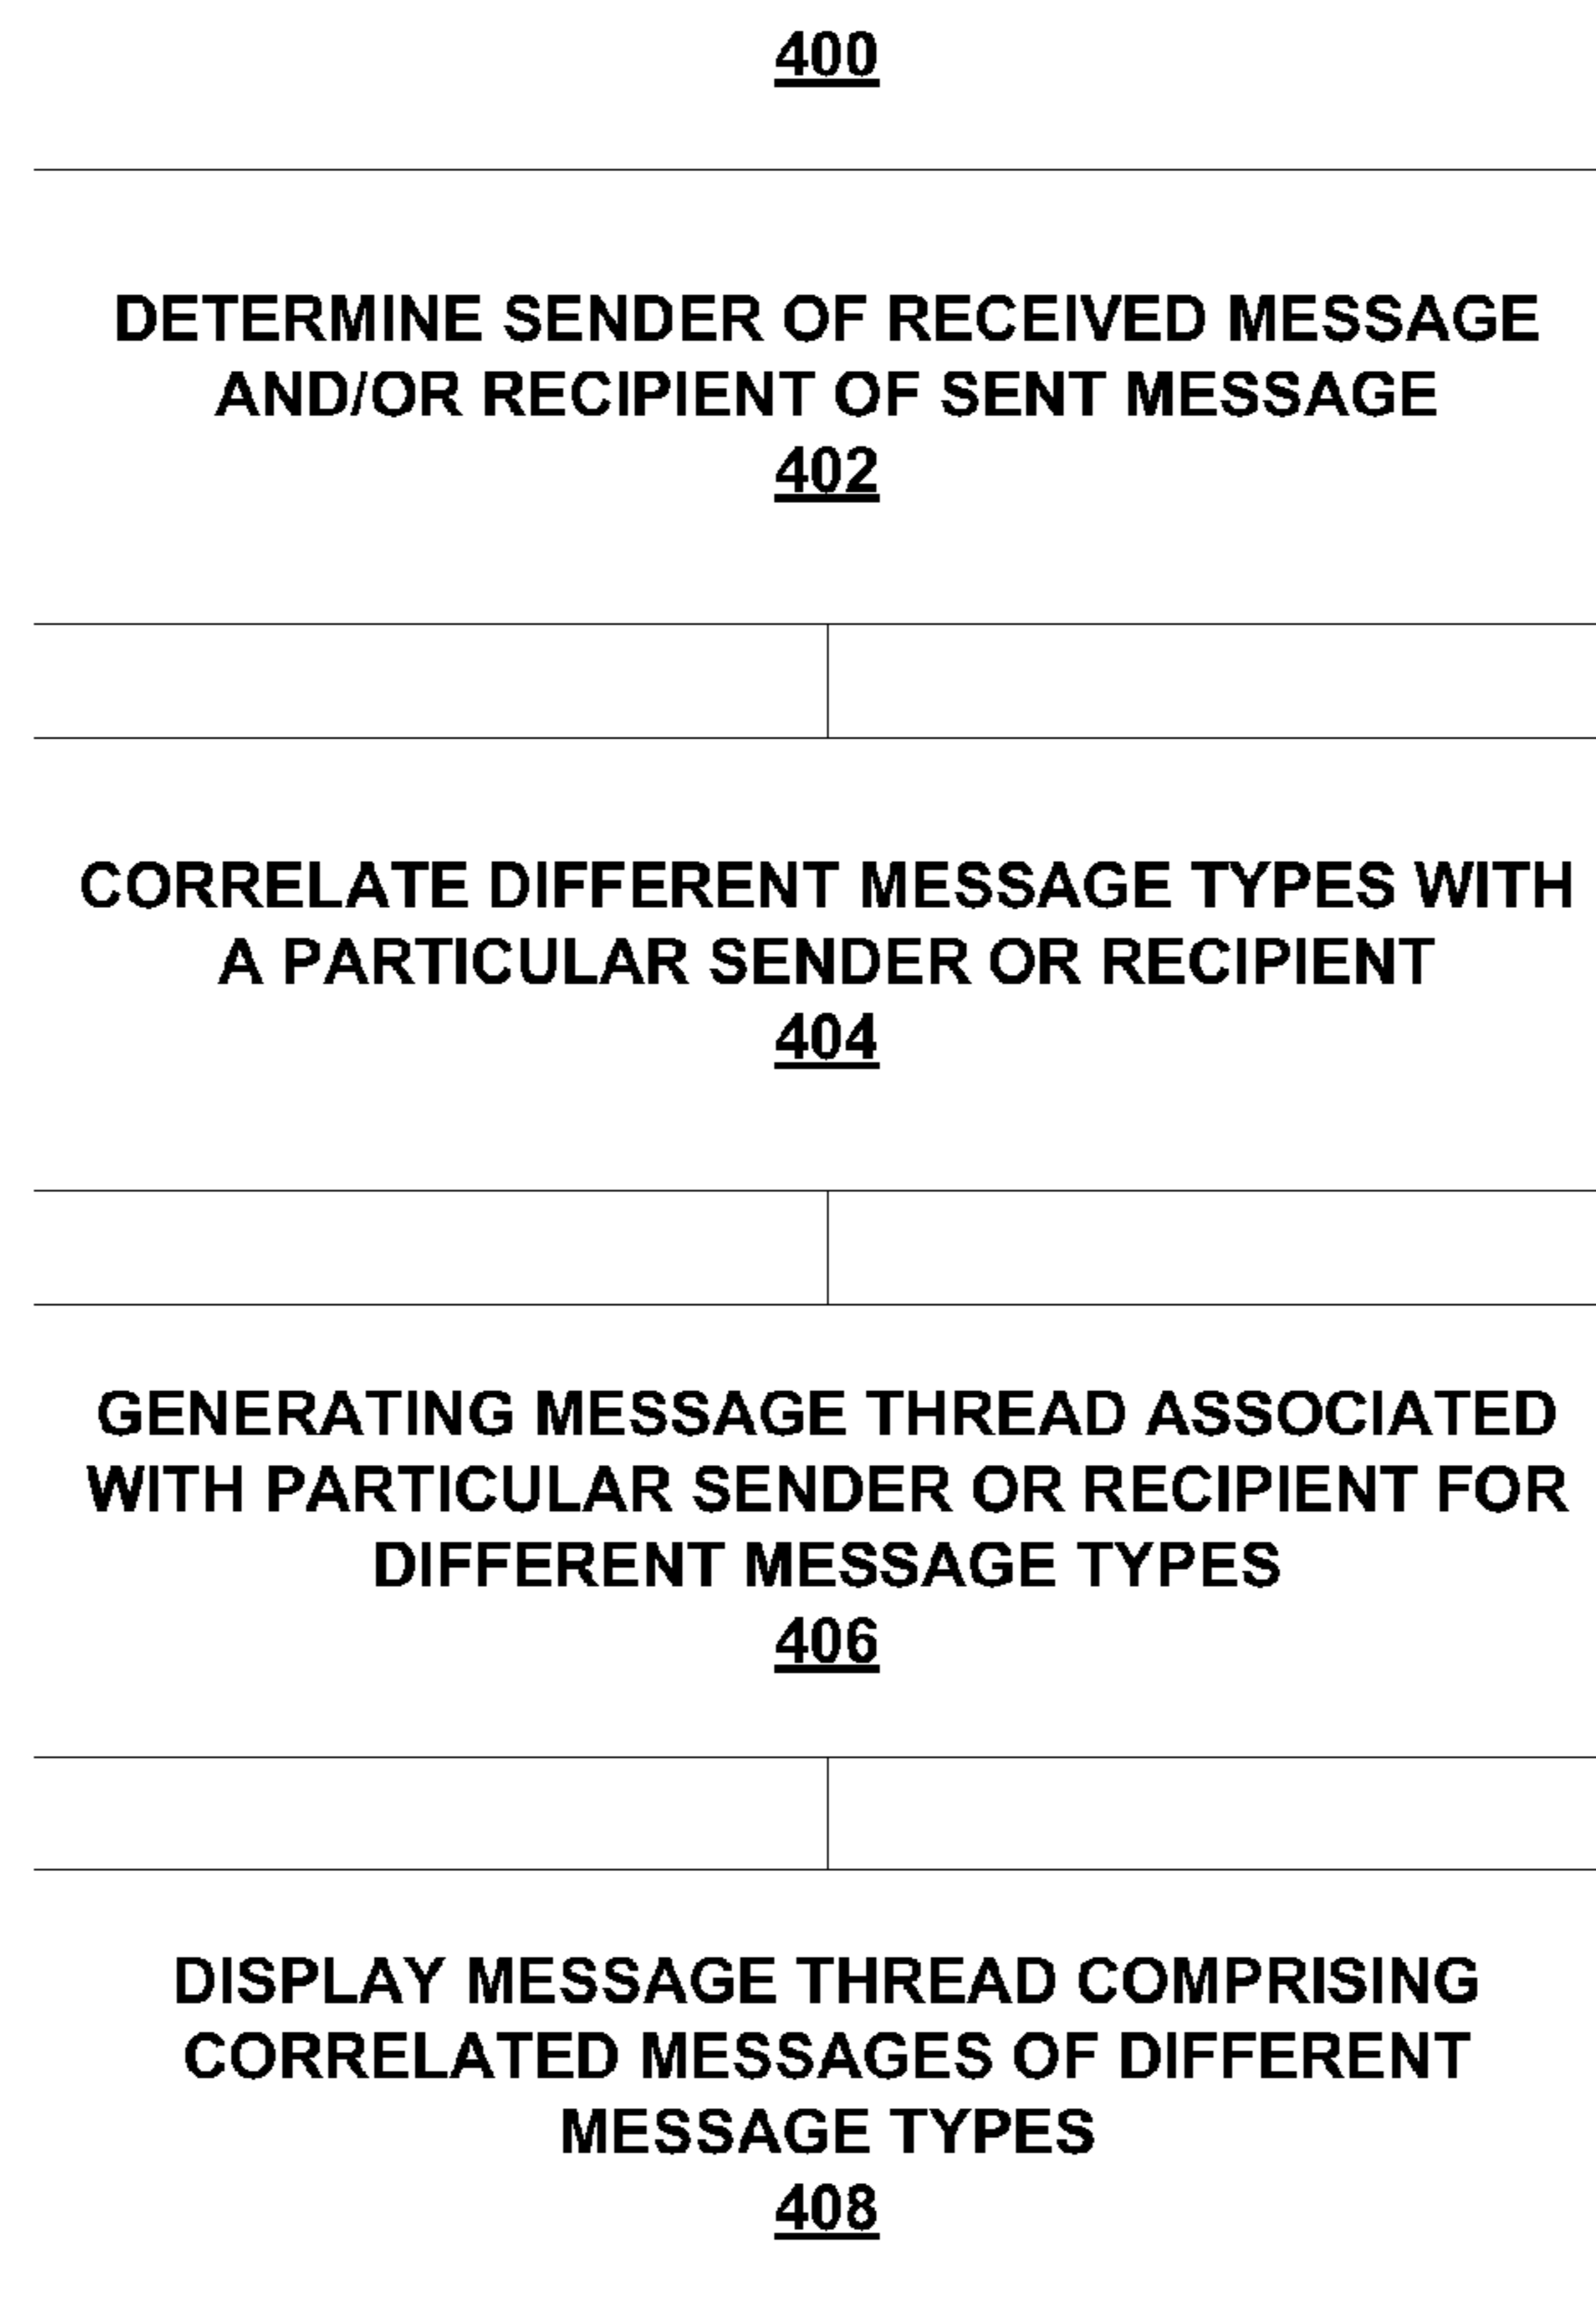 400
DETERMINE SENDER OF RECEIVED MESSAGE
AND/OR RECIPIENT OF SENT MESSAGE
402
CORRELATE DIFFERENT MESSAGE TYPES WITH
A PARTICULAR SENDER OR RECIPIENT
404
GENERATING MESSAGE THREAD ASSOCIATED
WITH PARTICULAR SENDER OR RECIPIENT FOR
DIFFERENT MESSAGE TYPES
406
DISPLAY MESSAGE THREAD COMPRISING
CORRELATED MESSAGES OF DIFFERENT
MESSAGE TYPES
408